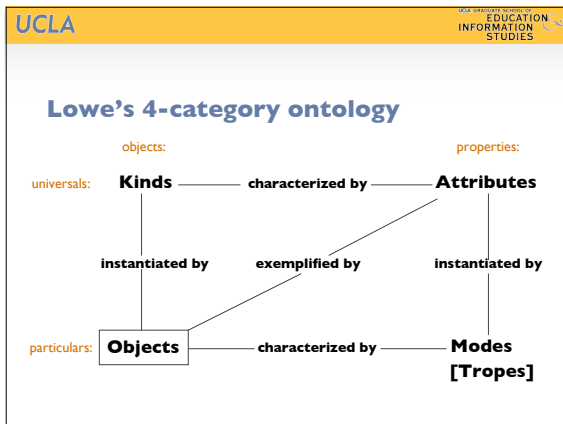 UCLA
UCLA GRADUATE SCHOOL OF
EDUCATION
INFORMATION
STUDIES
&
Lowe's 4-category ontology
objects: properties:
universals: Kinds characterized by Attributes
instantiated by exemplified by instantiated by
particulars: Objects characterized by Modes
[Tropes]